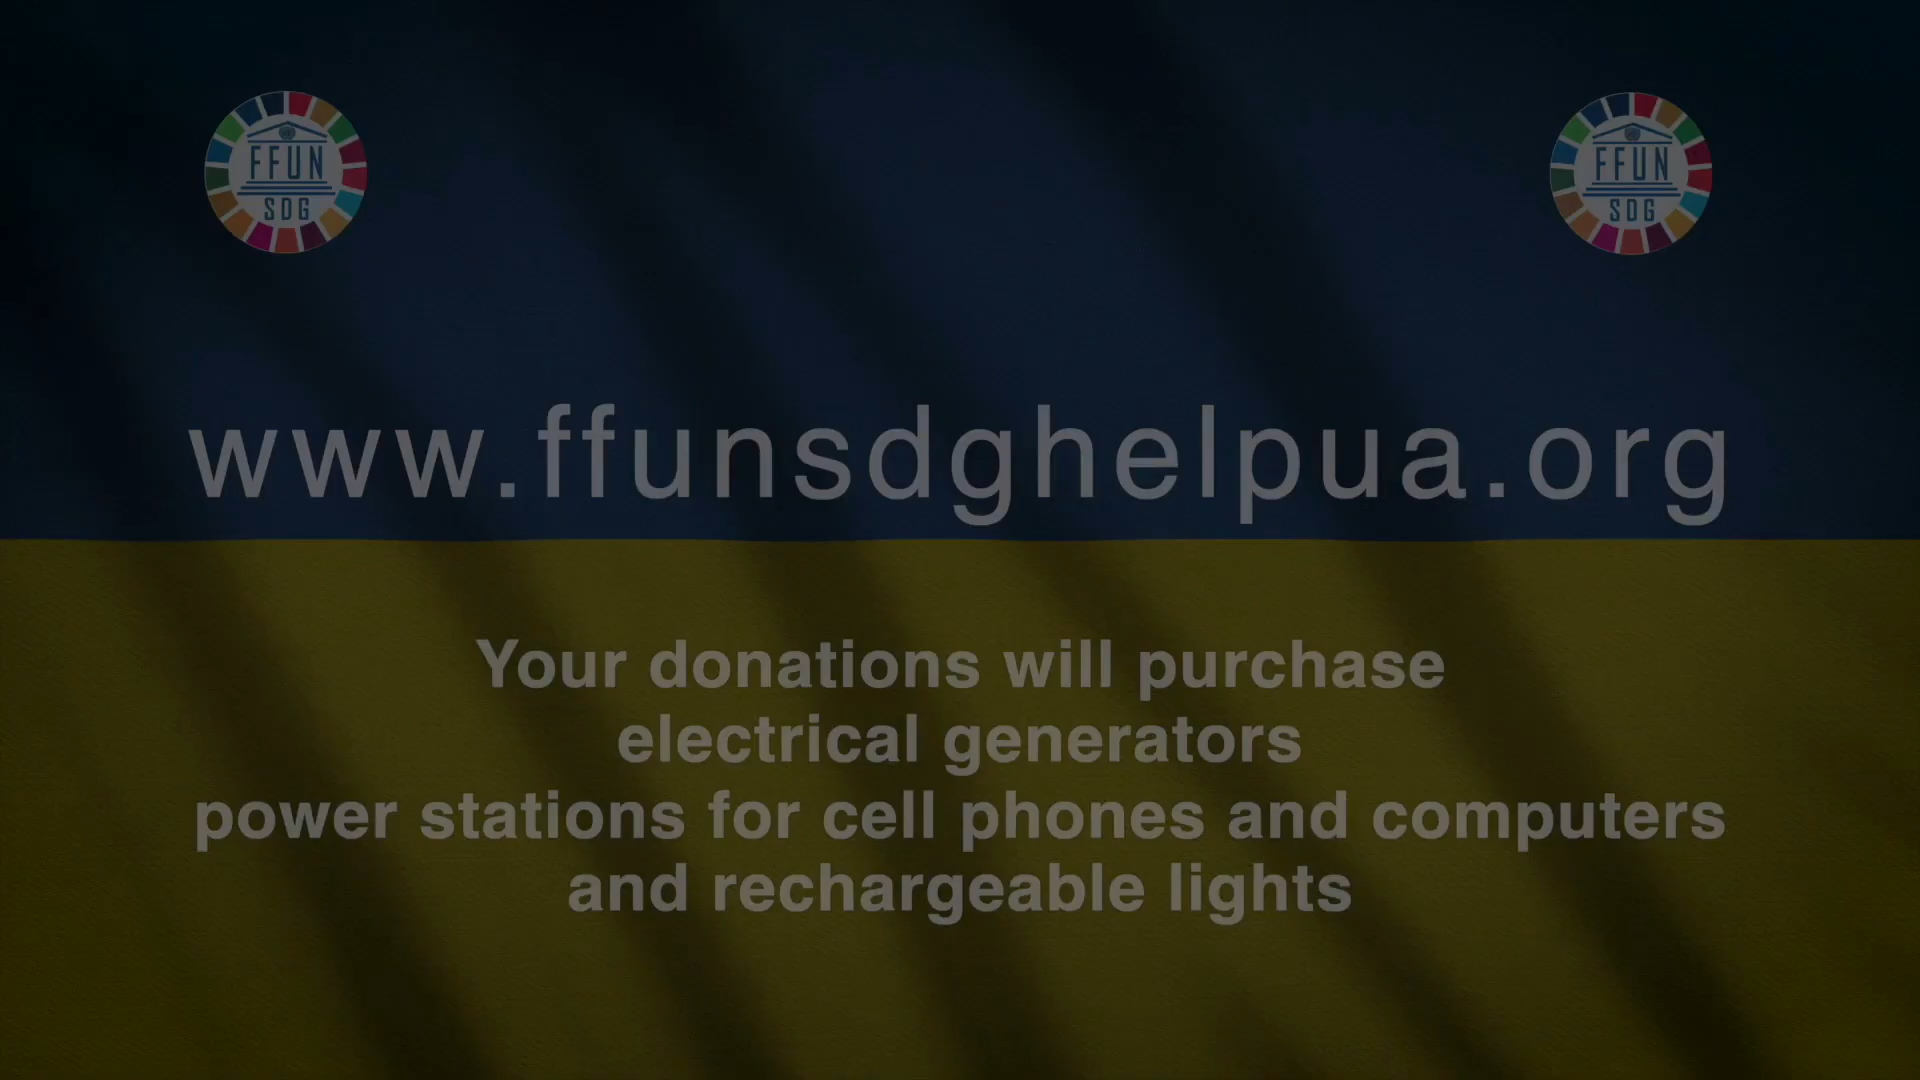 FFUN
SDG
FFUN
SDG
www.ffunsdghelpua.org
Your donations will purchase
electrical generators
power stations for cell phones and computers
and rechargeable lights